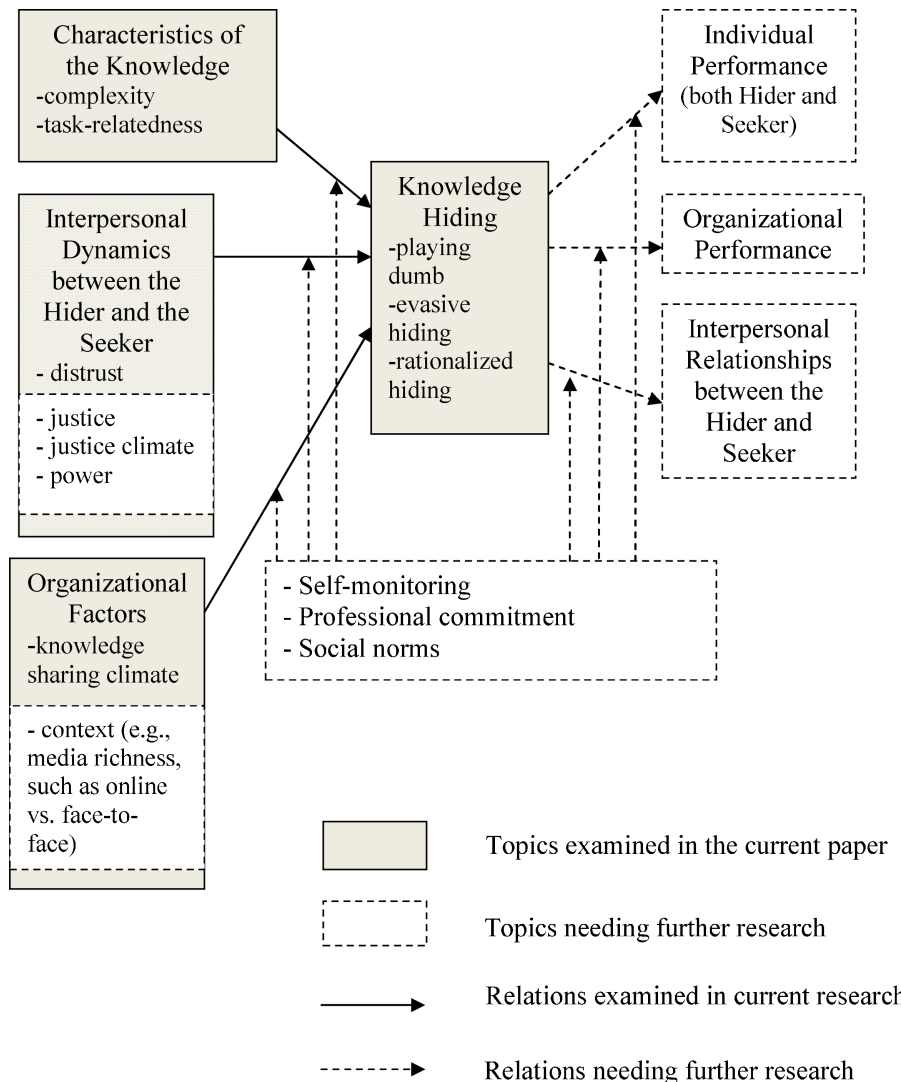 Characteristics of
the Knowledge
-complexity
-task-relatedness
Interpersonal
Dynamics
between the
Hider and the
Seeker
- distrust
- justice
- justice climate
- power
Organizational
Factors
-knowledge
sharing climate
- context (e.g.,
media richness,
such as online
vs. face-to-
face)
Knowledge
Hiding
-playing
dumb
-evasive
hiding
-rationalized
hiding
Individual
Performance
(both Hider and
Seeker)
Organizational
Performance
Interpersonal
Relationships
between the
Hider and
Seeker
- Self-monitoring
- Professional commitment
- Social norms
Topics examined in the current paper
Topics needing further research
Relations examined in current research
Relations needing further research